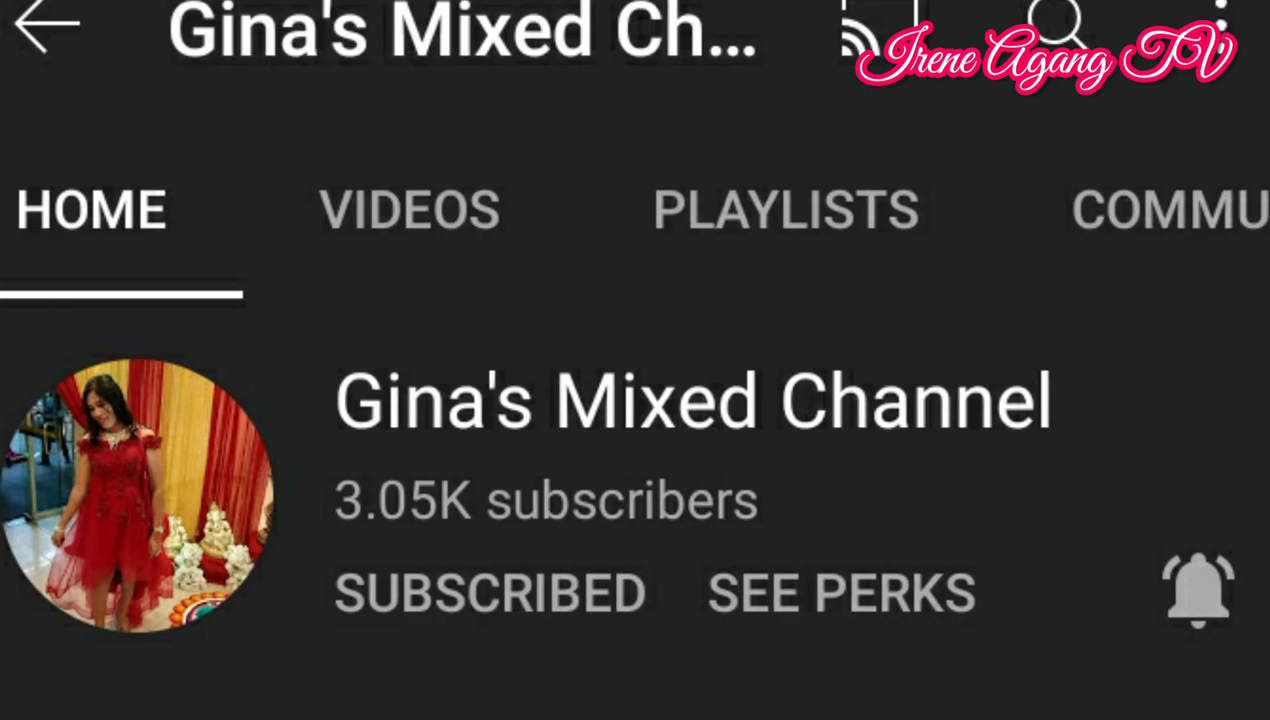 Gina's Mixed Ch...
Irene Agang TV
HOME VIDEOS PLAYLISTS COMMU
Gina's Mixed Channel
3.05K subscribers
SUBSCRIBED SEE PERKS